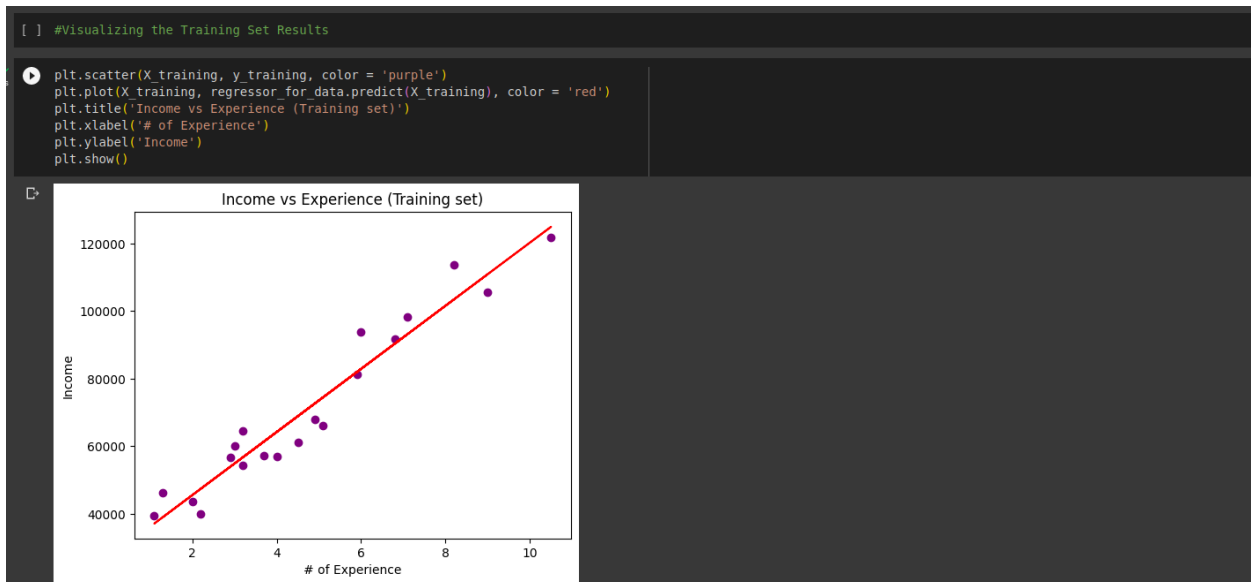 [ ] #Visualizing the Training Set Results
plt.scatter(X_training, y_training, color = 'purple')
plt.plot(X_training, regressor_for_data.predict(X_training), color = 'red')
plt.title('Income vs Experience (Training set)')
plt.xlabel('# of Experience')
plt.ylabel('Income')
plt.show()
Income vs Experience (Training set)
120000
100000
80000
60000
40000
Income
2 4 6 8 10
# of Experience